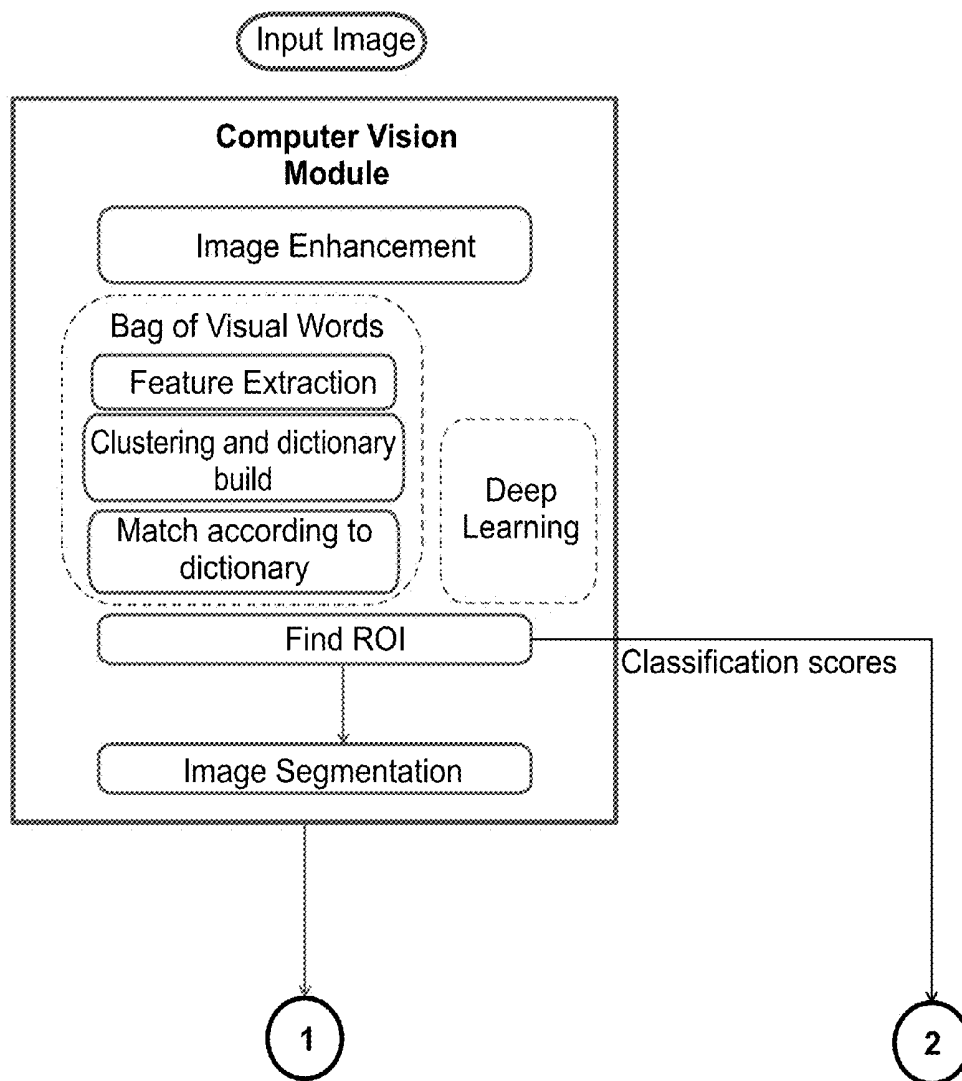 Input Image
Computer Vision
Module
Image Enhancement
Bag of Visual Words
Feature Extraction
Clustering and dictionary
build
Match according to
dictionary
Deep
Learning
Find ROI
Classification scores
Image Segmentation
1
2